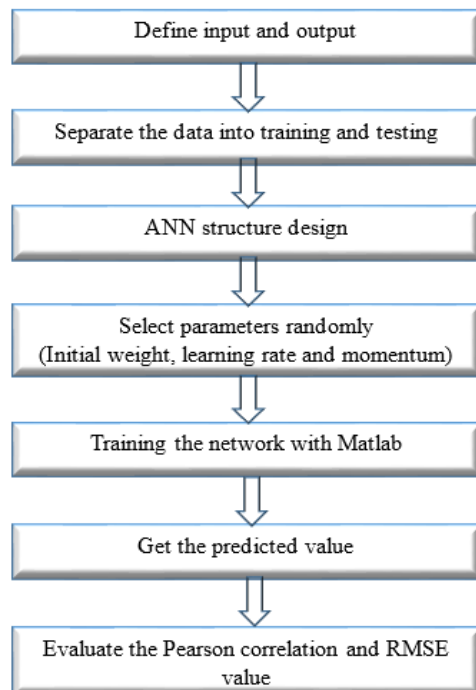 Define input and output
Separate the data into training and testing
ANN structure design
Select parameters randomly
(Initial weight, learning rate and momentum)
Training the network with Matlab
Get the predicted value
Evaluate the Pearson correlation and RMSE
value